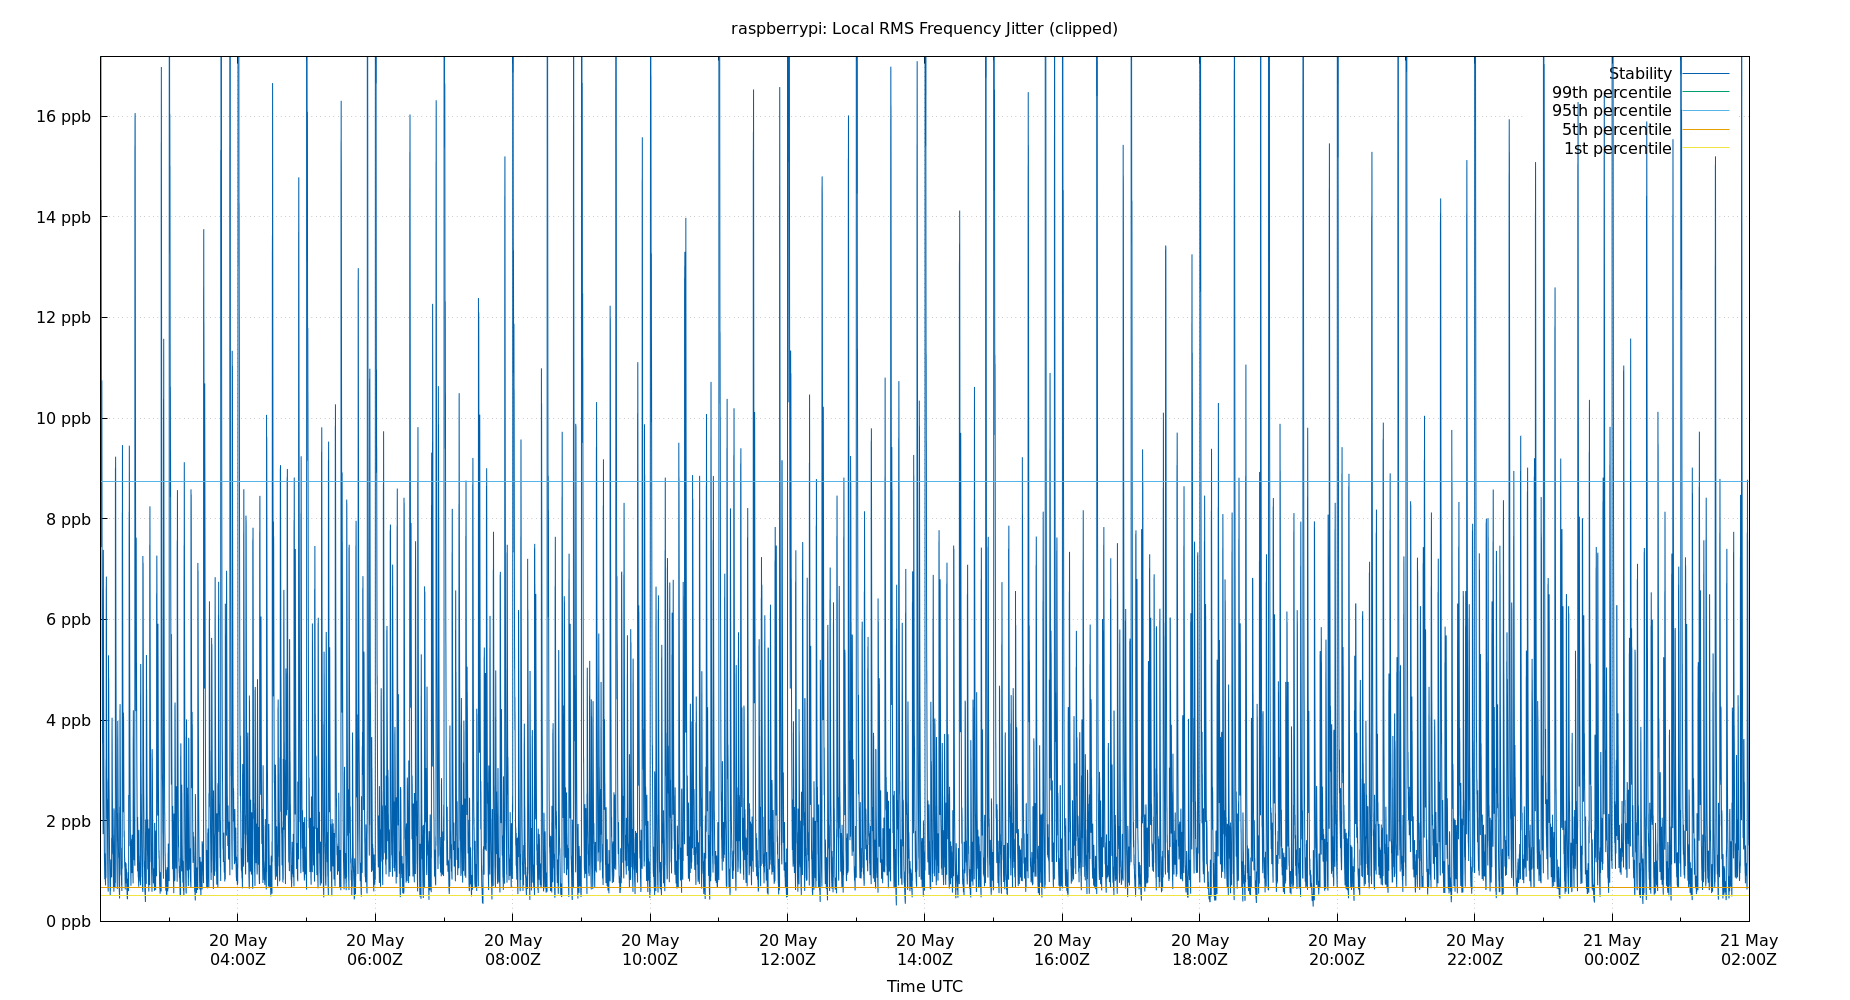 raspberrypi: Local RMS Frequency Jitter (clipped)
Stability
99th percentile
95th percentile
5th percentile
1st percentile
16 ppb
14 ppb
12 ppb
10 ppb
8 ppb
6 ppb
4 ppb
2 ppb
0 ppb
20 May 20 May 20 May 20 May 20 May 20 May 20 May 20 May 20 May 20 May 21 May 21 May
04:00Z 06:00Z 08:00Z 10:00Z 12:00Z 14:00Z 16:00Z 18:00Z 20:00Z 22:00Z 00:00Z 02:00Z
Time UTC